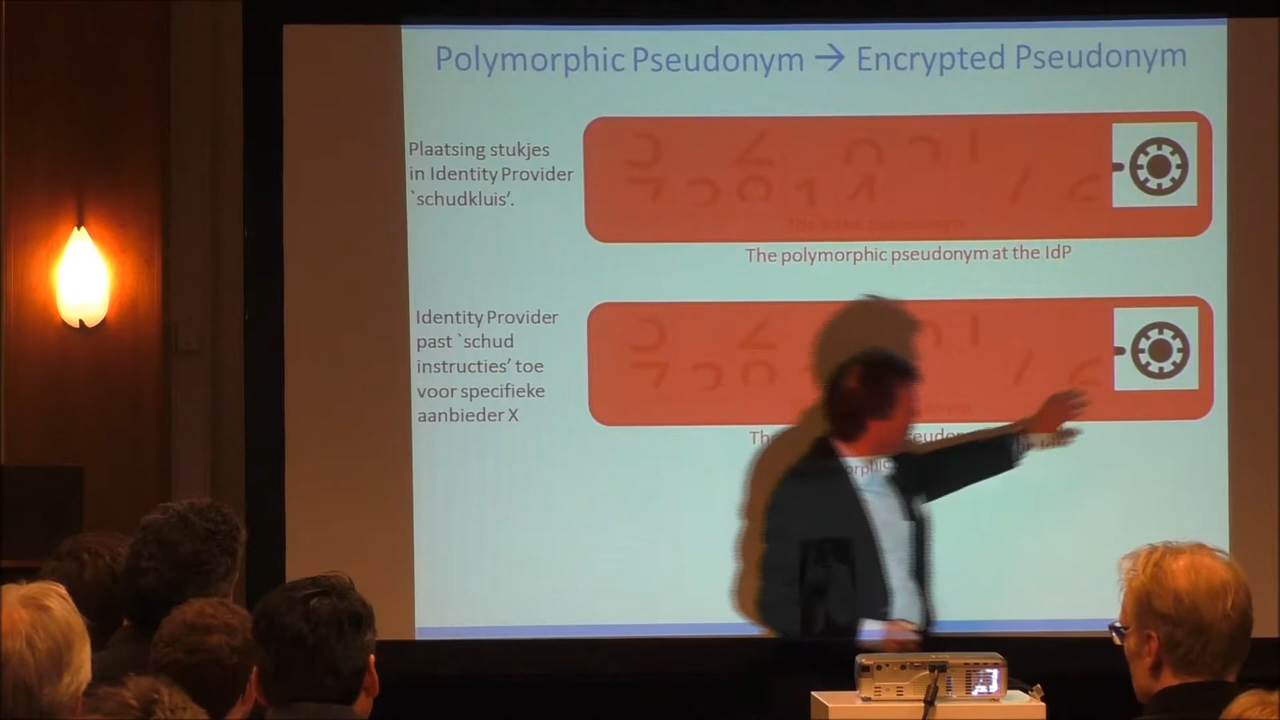 Polymorphic Pseudonym → Encrypted Pseudonym
Plaatsing stukjes
in Identity Provider
`schudkluis'.
The polymorphic pseudonym at the IdP
Identity Provider
past `schud
instructies' toe
voor specifieke
aanbieder X